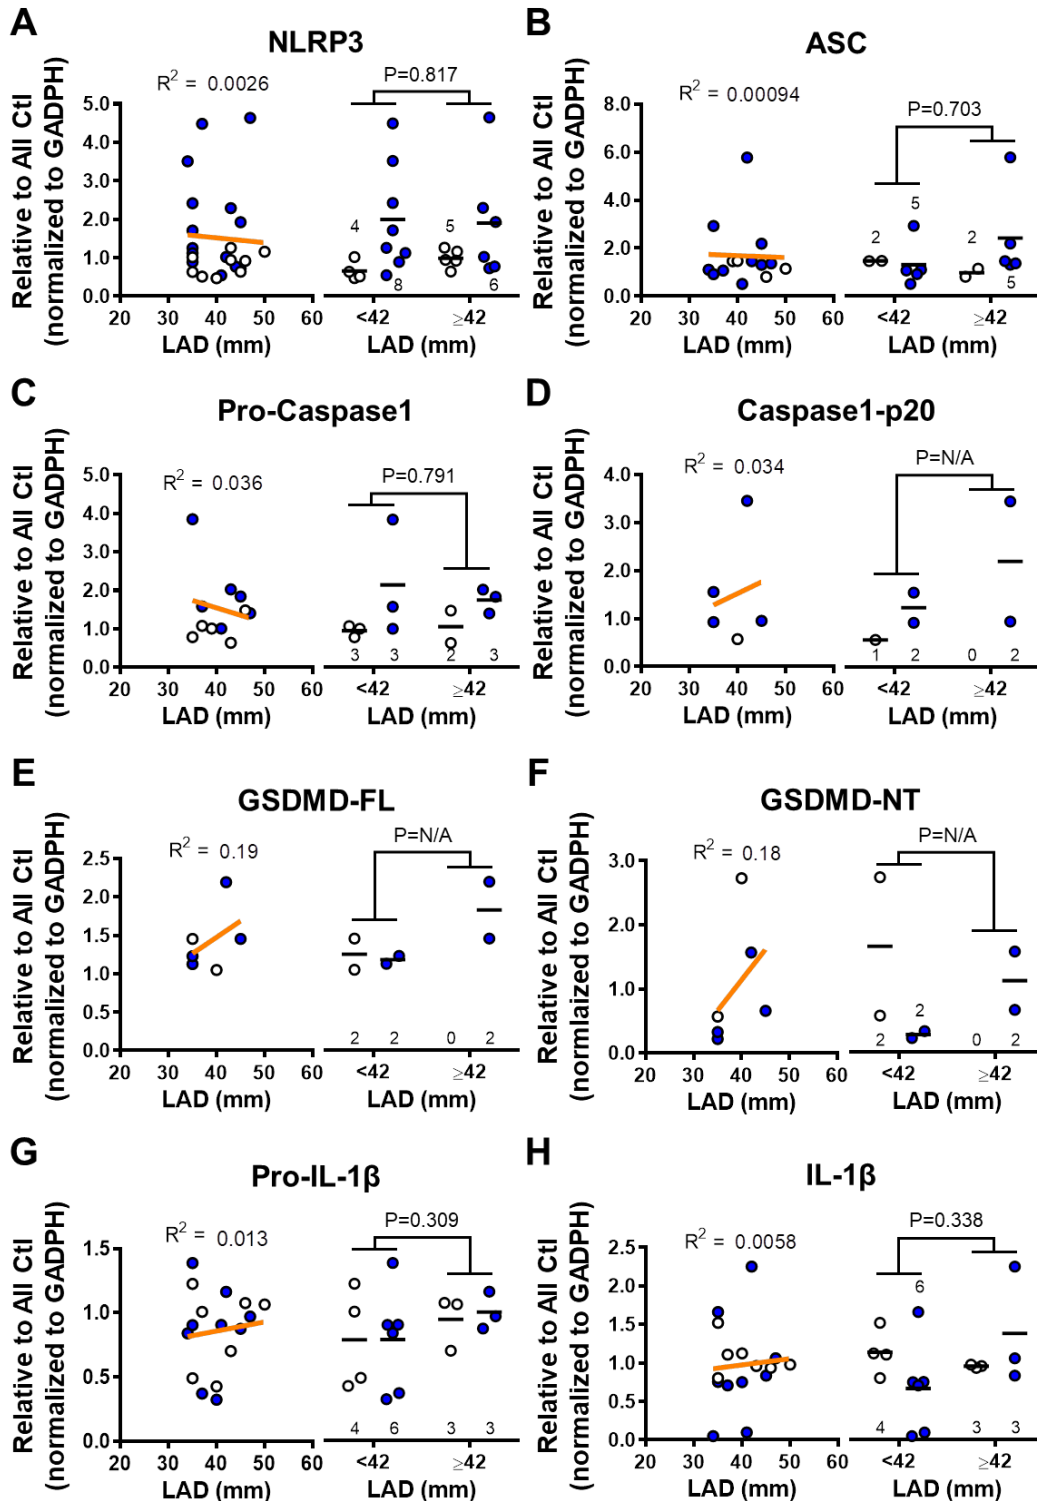 A
NLRP3
R² = 0.0026
P=0.817
Relative to All Ctl
(normalized to GADPH)
5.0
4.0
3.0
2.0
1.0
0.0
4
8
5
6
20 30 40 50 60
<42 ≥42
LAD (mm) LAD (mm)
B
ASC
R² = 0.00094
P=0.703
Relative to All Ctl
(normalized to GADPH)
8.0
6.0
4.0
2.0
0.0
2
5
2
5
20 30 40 50 60
<42 ≥42
LAD (mm) LAD (mm)
C
Pro-Caspase1
R² = 0.036
P=0.791
Relative to All Ctl
(normalized to GADPH)
5.0
4.0
3.0
2.0
1.0
0.0
3 3 2 3
20 30 40 50 60
<42 ≥42
LAD (mm) LAD (mm)
D
Caspase1-p20
R² = 0.034
P=N/A
Relative to All Ctl
(normalized to GADPH)
4.0
3.0
2.0
1.0
0.0
1 2 0 2
20 30 40 50 60
<42 ≥42
LAD (mm) LAD (mm)
E
GSDMD-FL
R² = 0.19
P=N/A
Relative to All Ctl
(normalized to GADPH)
2.5
2.0
1.5
1.0
0.5
0.0
2 2 0 2
20 30 40 50 60
<42 ≥42
LAD (mm) LAD (mm)
F
GSDMD-NT
R² = 0.18
P=N/A
Relative to All Ctl
(normlaized to GADPH)
3.0
2.0
1.0
0.0
2
2
0 2
20 30 40 50 60
<42 ≥42
LAD (mm) LAD (mm)
G
Pro-IL-1β
R² = 0.013
P=0.309
Relative to All Ctl
(normalized to GADPH)
1.5
1.0
0.5
0.0
4 6 3 3
20 30 40 50 60
<42 ≥42
LAD (mm) LAD (mm)
H
IL-1β
R² = 0.0058
P=0.338
Relative to All Ctl
(normalized to GADPH)
2.5
2.0
1.5
1.0
0.5
0.0
6
4 3 3
20 30 40 50 60
<42 ≥42
LAD (mm) LAD (mm)